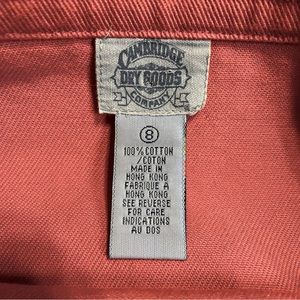 CAMBRIDGE
DRY GOODS
COMPANY
8
100% COTTON
/COTON
MADE IN
HONG KONG
FABRIQUE A
HONG KONG
SEE REVERSE
FOR CARE
INDICATIONS
AU DOS